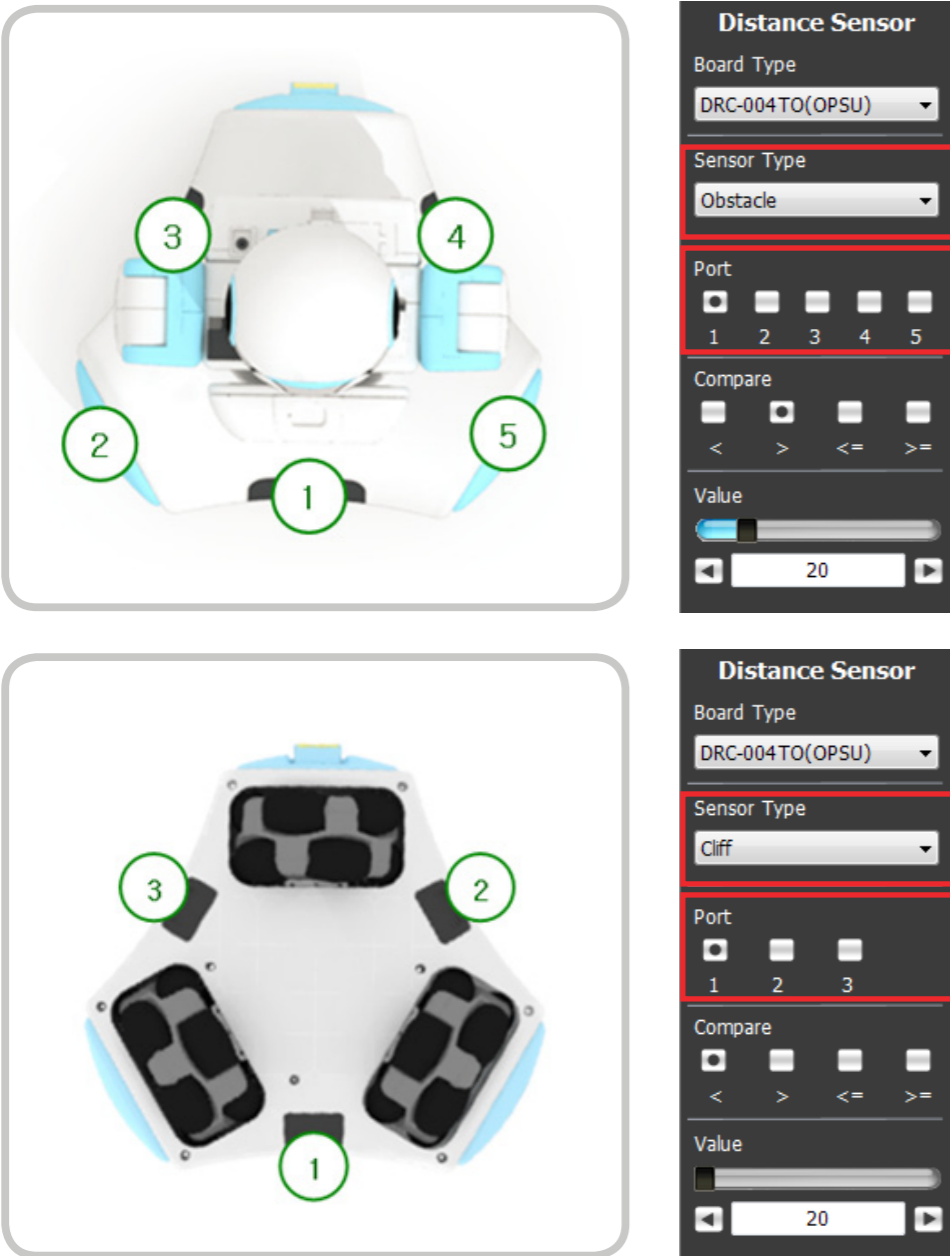 3
4
2
5
1
Distance Sensor
Board Type
DRC-004TO(OPSU)
Sensor Type
Obstacle
Port
1 2 3 4 5
Compare
< > <= >=
Value
20
3
2
1
Distance Sensor
Board Type
DRC-004TO(OPSU)
Sensor Type
Cliff
Port
1 2 3
Compare
< > <= >=
Value
20